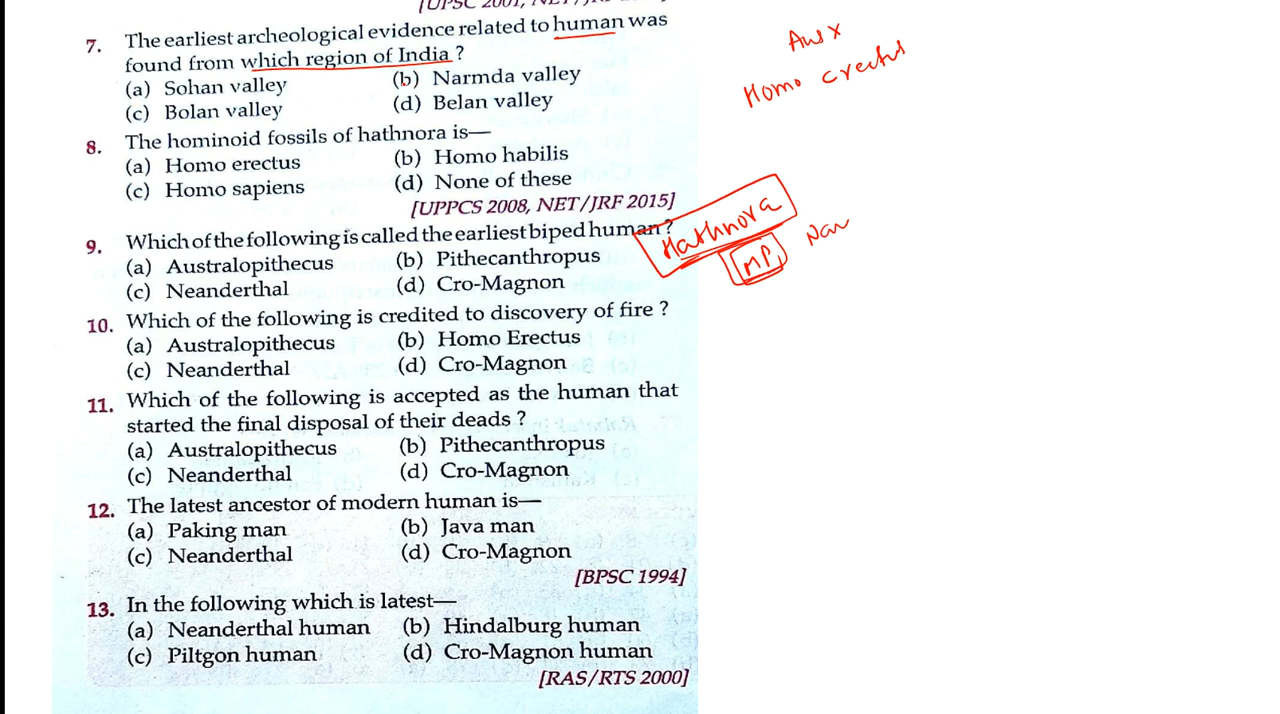 [UPSC 2001, NET/JRF
7. The earliest archeological evidence related to human was
found from which region of India ?
(a) Sohan valley (b) Narmda valley
(c) Bolan valley (d) Belan valley
8. The hominoid fossils of hathnora is—
(a) Homo erectus (b) Homo habilis
(c) Homo sapiens (d) None of these
[UPPCS 2008, NET/JRF 2015]
9. Which of the following is called the earliest biped human ?
(a) Australopithecus (b) Pithecanthropus
(c) Neanderthal (d) Cro-Magnon
10. Which of the following is credited to discovery of fire ?
(a) Australopithecus (b) Homo Erectus
(c) Neanderthal (d) Cro-Magnon
11. Which of the following is accepted as the human that
started the final disposal of their deads ?
(a) Australopithecus (b) Pithecanthropus
(c) Neanderthal (d) Cro-Magnon
12. The latest ancestor of modern human is—
(a) Paking man (b) Java man
(c) Neanderthal (d) Cro-Magnon
[BPSC 1994]
13. In the following which is latest—
(a) Neanderthal human (b) Hindalburg human
(c) Piltgon human (d) Cro-Magnon human
[RAS/RTS 2000]
Homo erectus
Hathnora
MP, Nar